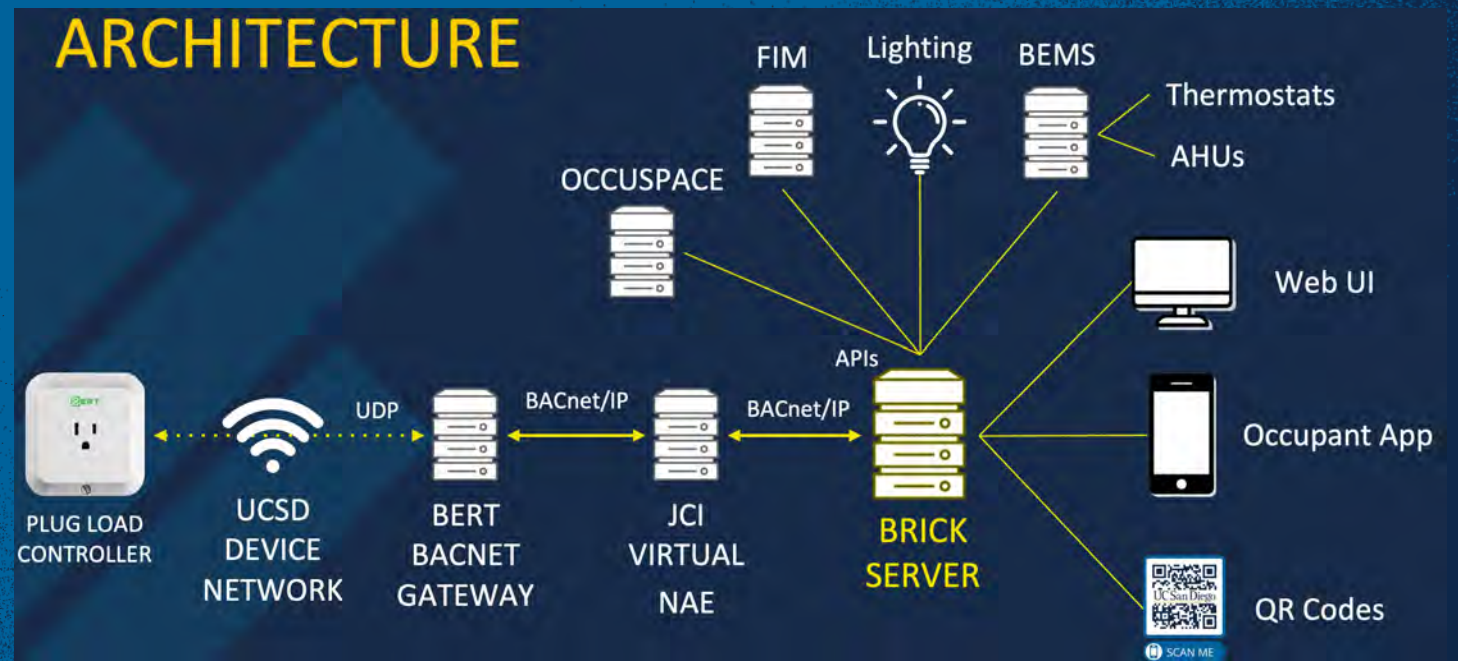 ARCHITECTURE
FIM
Lighting
BEMS
Thermostats
AHUs
OCCUSPACE
Web UI
APIs
BERT
UDP
BACnet/IP
BACnet/IP
Occupant App
PLUG LOAD
CONTROLLER
UCSD
DEVICE
NETWORK
BERT
BACNET
GATEWAY
JCI
VIRTUAL
NAE
BRICK
SERVER
UC San Diego
SCAN ME
QR Codes